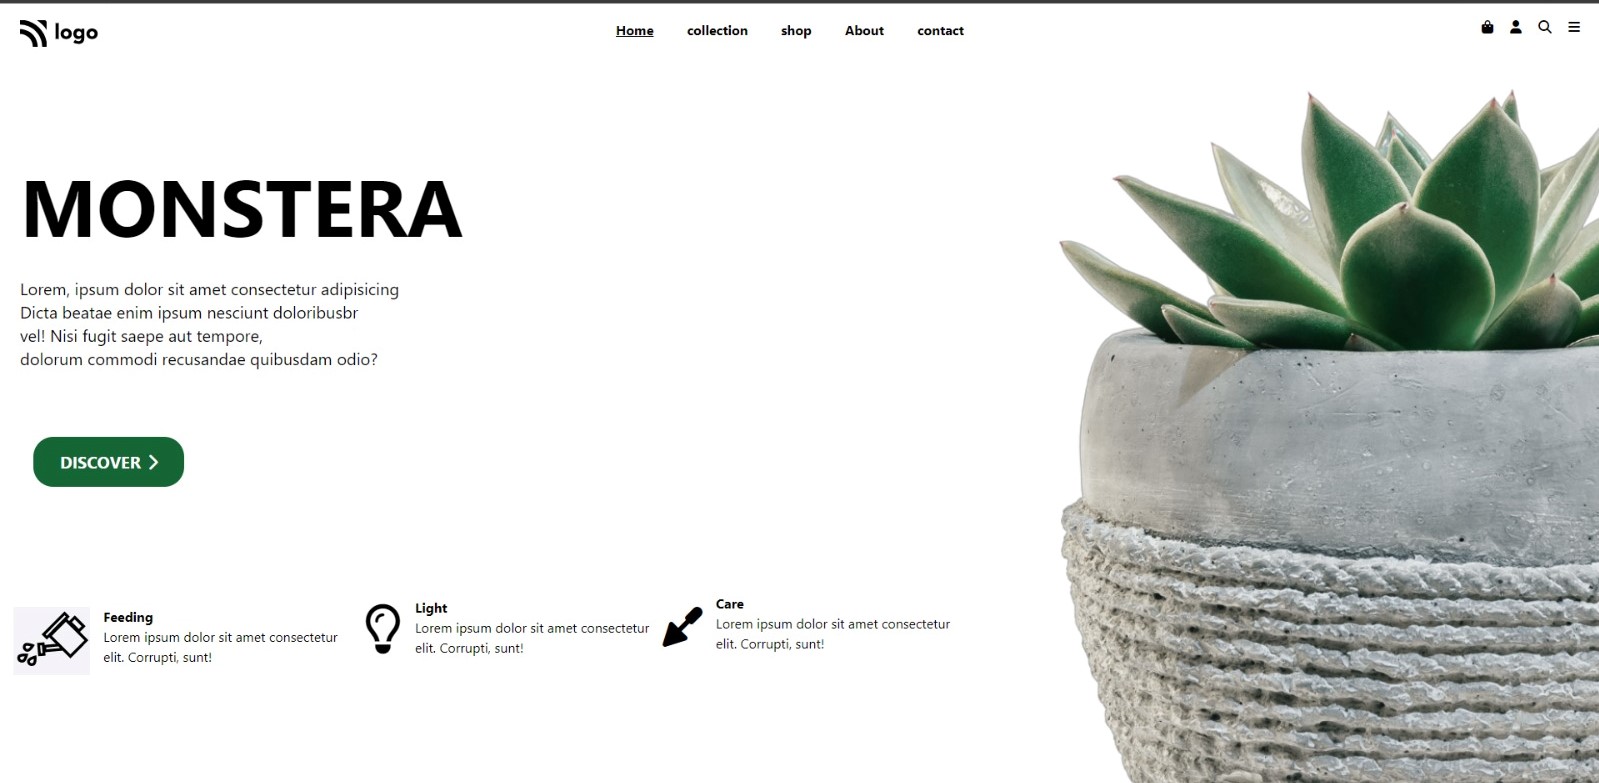 logo
Home collection shop About contact
MONSTERA
Lorem, ipsum dolor sit amet consectetur adipisicing
Dicta beatae enim ipsum nesciunt doloribusbr
vel! Nisi fugit saepe aut tempore,
dolorum commodi recusandae quibusdam odio?
DISCOVER
Feeding
Lorem ipsum dolor sit amet consectetur
elit. Corrupti, sunt!
Light
Lorem ipsum dolor sit amet consectetur
elit. Corrupti, sunt!
Care
Lorem ipsum dolor sit amet consectetur
elit. Corrupti, sunt!